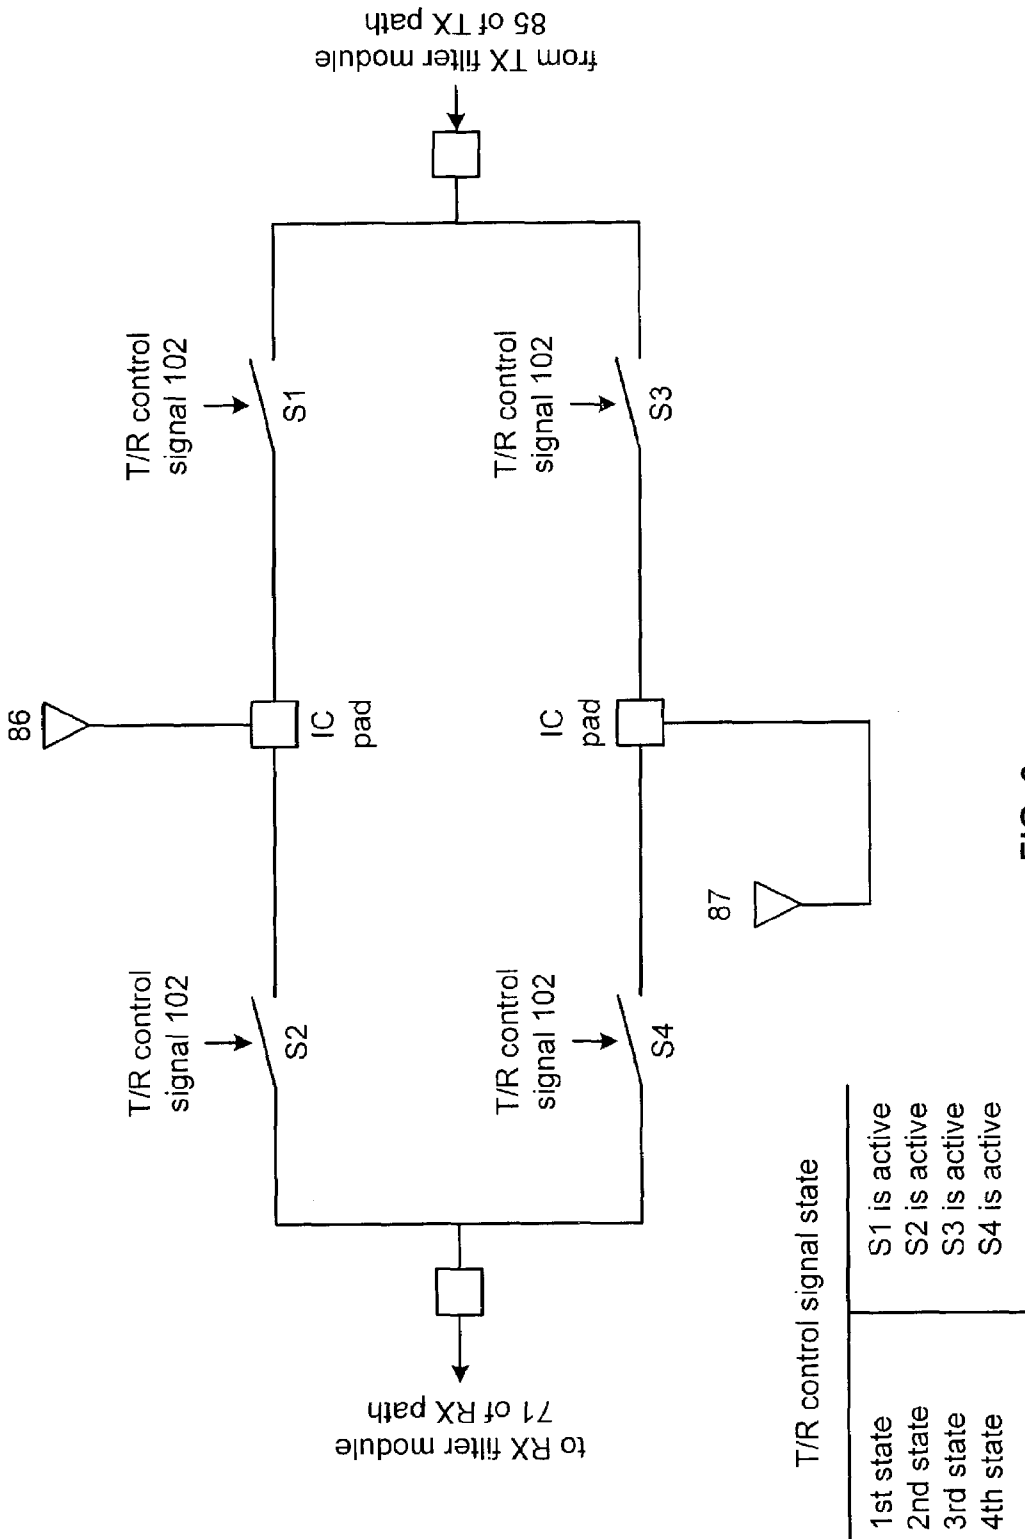 from TX filter module
85 of TX path
T/R control
signal 102
S1
T/R control
signal 102
S3
86
IC
pad
IC
pad
87
T/R control
signal 102
S2
T/R control
signal 102
S4
to RX filter module
71 of RX path
T/R control signal state
1st state S1 is active
2nd state S2 is active
3rd state S3 is active
4th state S4 is active